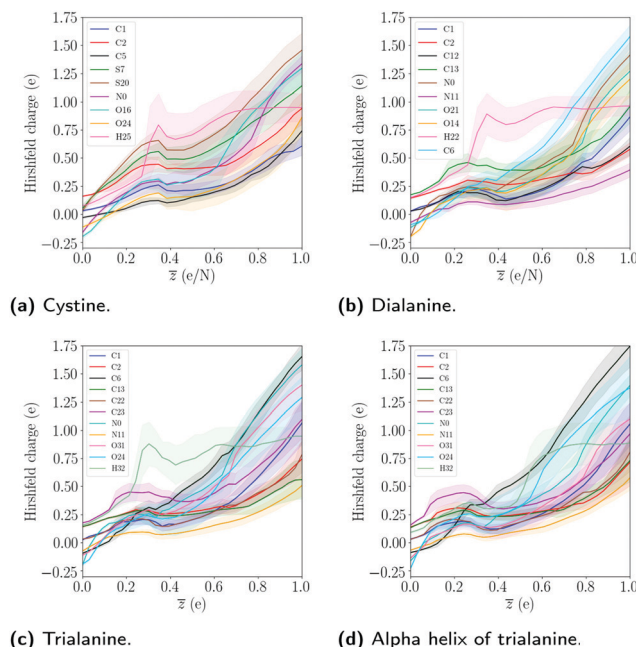 1.75
1.50
1.25
1.00
0.75
0.50
0.25
0.00
−0.25
Hirshfeld charge (e)
C1
C2
C5
S7
S20
N0
O16
O24
H25
0.0 0.2 0.4 0.6 0.8 1.0
z̅ (e/N)
(a) Cystine.
1.75
1.50
1.25
1.00
0.75
0.50
0.25
0.00
−0.25
Hirshfeld charge (e)
C1
C2
C12
C13
N0
N11
O21
O14
H22
C6
0.0 0.2 0.4 0.6 0.8 1.0
z̅ (e/N)
(b) Dialanine.
1.75
1.50
1.25
1.00
0.75
0.50
0.25
0.00
−0.25
Hirshfeld charge (e)
C1
C2
C6
C13
C22
C23
N0
N11
O31
O24
H32
0.0 0.2 0.4 0.6 0.8 1.0
z̅ (e)
(c) Trialanine.
1.75
1.50
1.25
1.00
0.75
0.50
0.25
0.00
−0.25
Hirshfeld charge (e)
C1
C2
C6
C13
C22
C23
N0
N11
O31
O24
H32
0.0 0.2 0.4 0.6 0.8 1.0
z̅ (e)
(d) Alpha helix of trialanine.